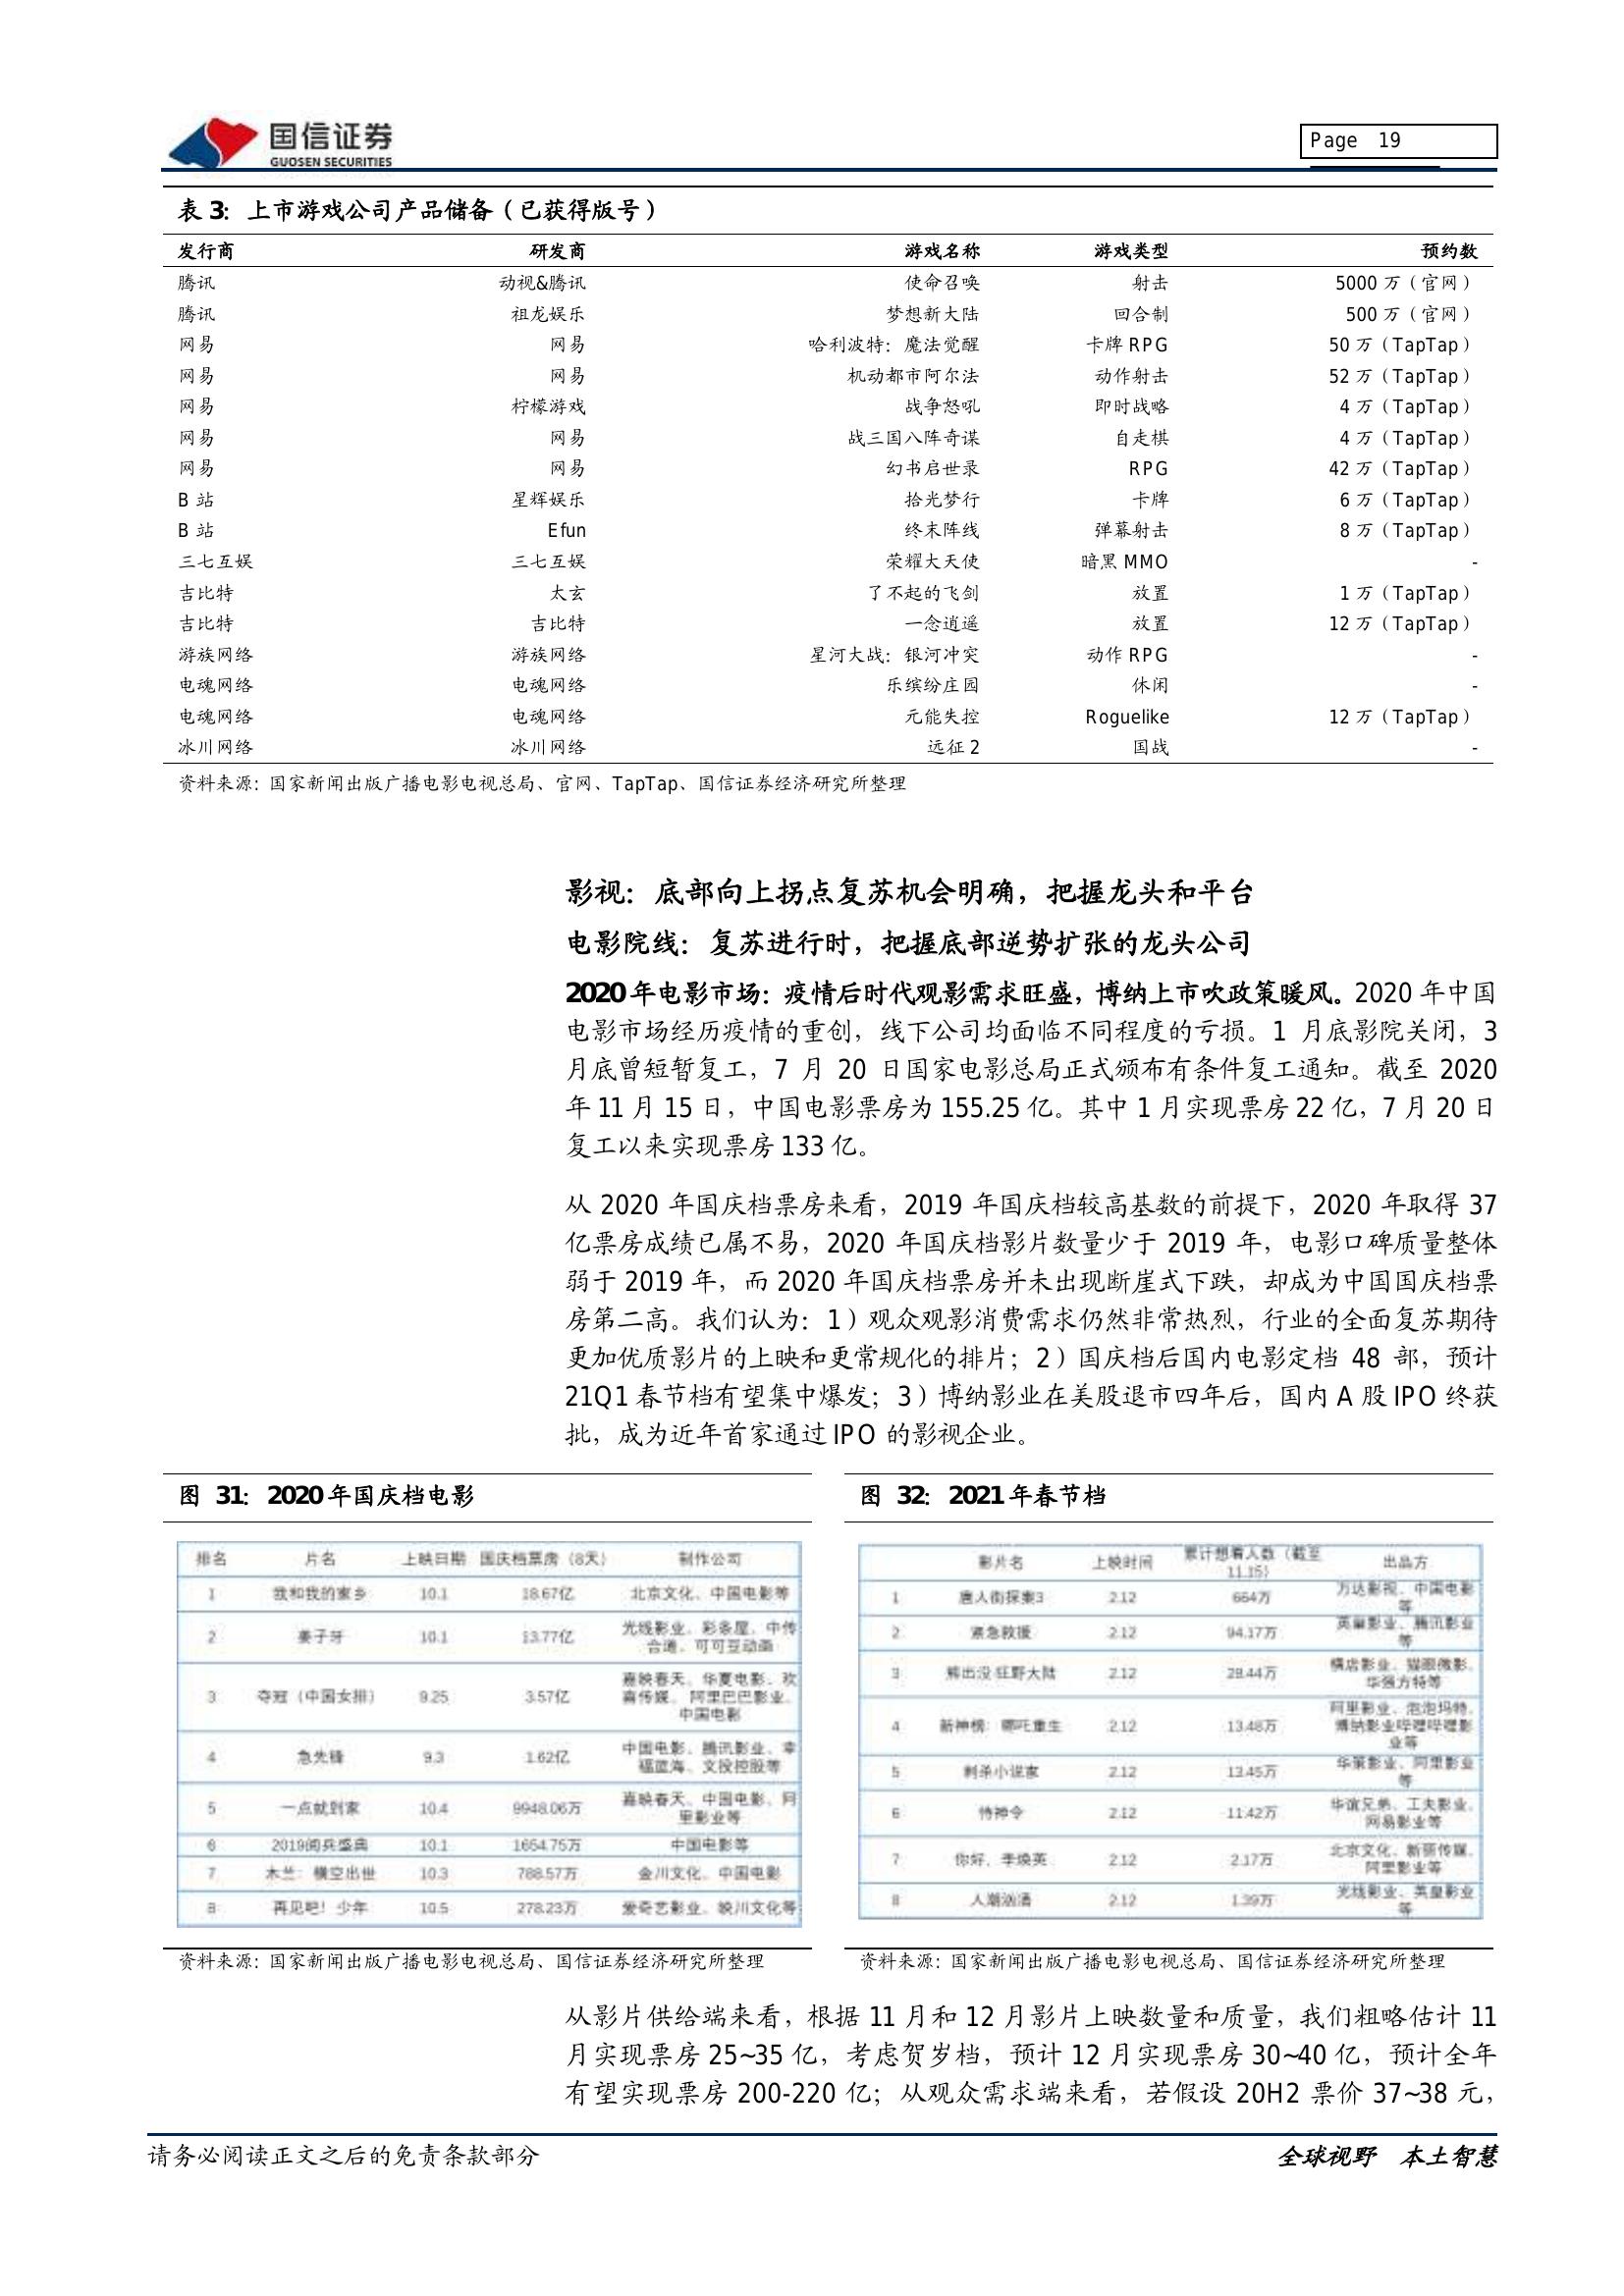 国信证券
GUOSEN SECURITIES
Page 19
表 3：上市游戏公司产品储备（已获得版号）
发行商 研发商 游戏名称 游戏类型 预约数
腾讯 动视&腾讯 使命召唤 射击 5000 万（官网）
腾讯 祖龙娱乐 梦想新大陆 回合制 500 万（官网）
网易 网易 哈利波特：魔法觉醒 卡牌 RPG 50 万（TapTap）
网易 网易 机动都市阿尔法 动作射击 52 万（TapTap）
网易 柠檬游戏 战争怒吼 即时战略 4 万（TapTap）
网易 网易 战三国八阵奇谋 自走棋 4 万（TapTap）
网易 网易 幻书启世录 RPG 42 万（TapTap）
B 站 星辉娱乐 拾光梦行 卡牌 6 万（TapTap）
B 站 Efun 终末阵线 弹幕射击 8 万（TapTap）
三七互娱 三七互娱 荣耀大天使 暗黑 MMO -
吉比特 太玄 了不起的飞剑 放置 1 万（TapTap）
吉比特 吉比特 一念逍遥 放置 12 万（TapTap）
游族网络 游族网络 星河大战：银河冲突 动作 RPG -
电魂网络 电魂网络 乐缤纷庄园 休闲 -
电魂网络 电魂网络 元能失控 Roguelike 12 万（TapTap）
冰川网络 冰川网络 远征 2 国战 -
资料来源：国家新闻出版广播电影电视总局、官网、TapTap、国信证券经济研究所整理
影视：底部向上拐点复苏机会明确，把握龙头和平台
电影院线：复苏进行时，把握底部逆势扩张的龙头公司
2020 年电影市场：疫情后时代观影需求旺盛，博纳上市吹政策暖风。2020 年中国
电影市场经历疫情的重创，线下公司均面临不同程度的亏损。1 月底影院关闭，3
月底曾短暂复工，7 月 20 日国家电影总局正式颁布有条件复工通知。截至 2020
年 11 月 15 日，中国电影票房为 155.25 亿。其中 1 月实现票房 22 亿，7 月 20 日
复工以来实现票房 133 亿。
从 2020 年国庆档票房来看，2019 年国庆档较高基数的前提下，2020 年取得 37
亿票房成绩已属不易，2020 年国庆档影片数量少于 2019 年，电影口碑质量整体
弱于 2019 年，而 2020 年国庆档票房并未出现断崖式下跌，却成为中国国庆档票
房第二高。我们认为：1）观众观影消费需求仍然非常热烈，行业的全面复苏期待
更加优质影片的上映和更常规化的排片；2）国庆档后国内电影定档 48 部，预计
21Q1 春节档有望集中爆发；3）博纳影业在美股退市四年后，国内 A 股 IPO 终获
批，成为近年首家通过 IPO 的影视企业。
图 31：2020 年国庆档电影
排名 片名 上映日期 国庆档票房（8天） 制作公司
1 我和我的家乡 10.1 18.67亿 北京文化、中国电影等
2 姜子牙 10.1 13.77亿 光线影业、彩条屋、中传
合道、可可豆动画
3 夺冠（中国女排） 9.25 3.57亿 嘉映春天、华夏电影、欢
喜传媒、阿里巴巴影业、
中国电影
4 急先锋 9.3 1.62亿 中国电影、腾讯影业、幸
福蓝海、文投控股等
5 一点就到家 10.4 9948.06万 嘉映春天、中国电影、阿
里影业等
6 2019阅兵盛典 10.1 1654.75万 中国电影等
7 木兰：横空出世 10.3 788.57万 金川文化、中国电影
8 再见吧！少年 10.5 278.23万 爱奇艺影业、映川文化等
资料来源：国家新闻出版广播电影电视总局、国信证券经济研究所整理
图 32：2021 年春节档
影片名 上映时间 累计想看人数（截至
11.15） 出品方
1 唐人街探案3 2.12 664万 万达影视、中国电影
等
2 紧急救援 2.12 94.17万 英皇影业、腾讯影业
等
3 熊出没·狂野大陆 2.12 28.44万 横店影业、猫眼微影、
华强方特等
4 新神榜：哪吒重生 2.12 13.48万 阿里影业、泡泡玛特、
博纳影业哔哩哔哩影
业等
5 刺杀小说家 2.12 13.45万 华策影业、阿里影业
等
6 侍神令 2.12 11.42万 华谊兄弟、工夫影业、
网易影业等
7 你好，李焕英 2.12 2.17万 北京文化、新丽传媒、
阿里影业等
8 人潮汹涌 2.12 1.39万 光线影业、英皇影业
等
资料来源：国家新闻出版广播电影电视总局、国信证券经济研究所整理
从影片供给端来看，根据 11 月和 12 月影片上映数量和质量，我们粗略估计 11
月实现票房 25~35 亿，考虑贺岁档，预计 12 月实现票房 30~40 亿，预计全年
有望实现票房 200-220 亿；从观众需求端来看，若假设 20H2 票价 37~38 元，
请务必阅读正文之后的免责条款部分
全球视野 本土智慧